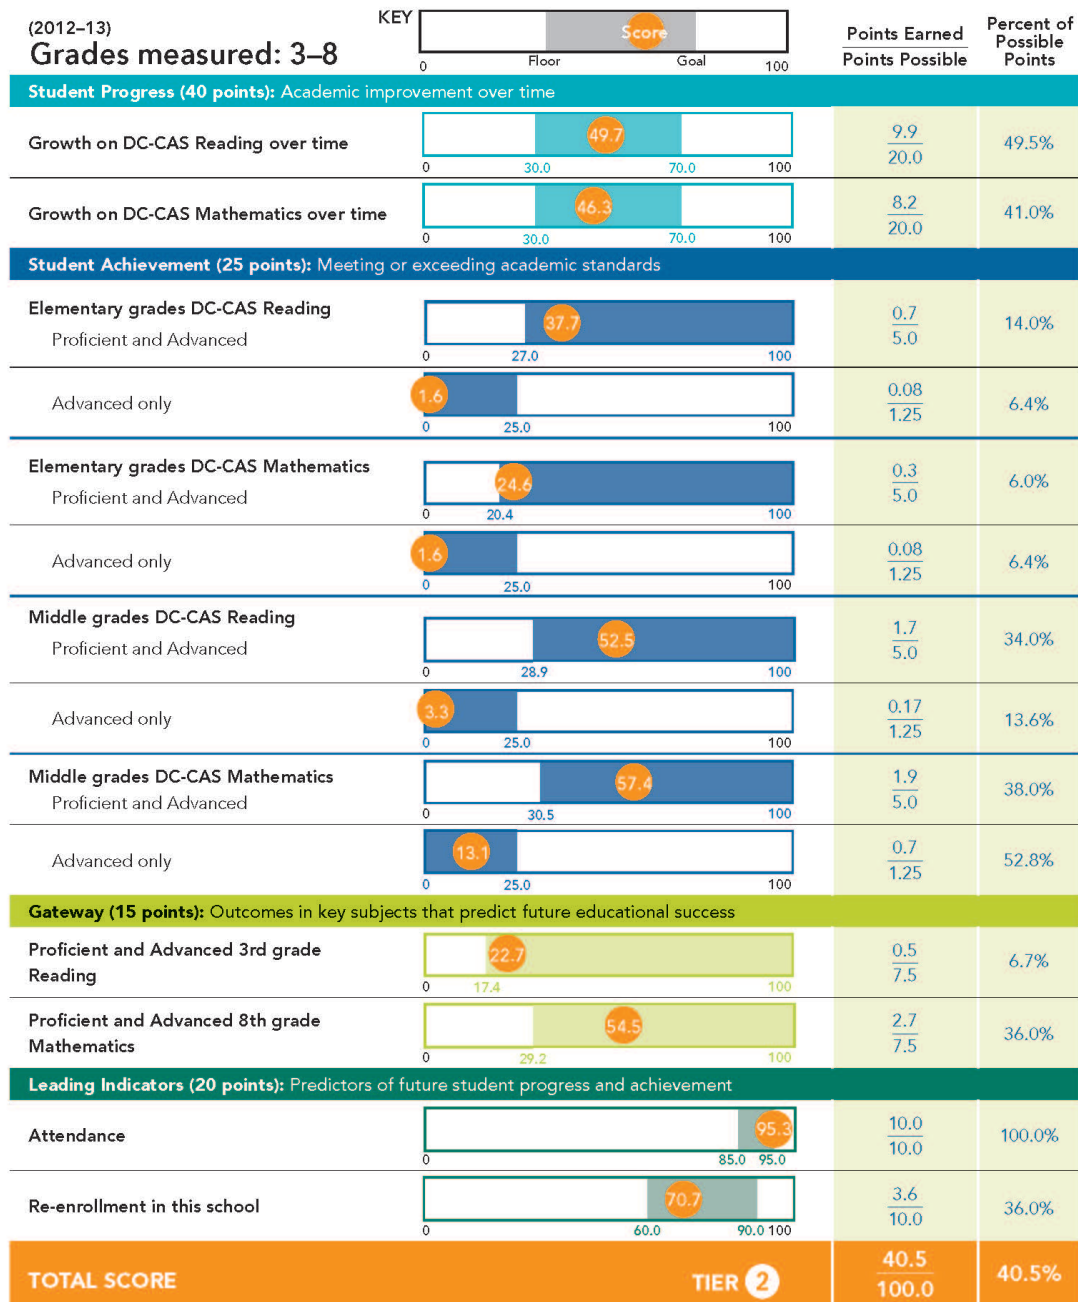 (2012–13)
Grades measured: 3–8
KEY
Score
0 Floor Goal 100
Points Earned
Points Possible
Percent of
Possible
Points
Student Progress (40 points): Academic improvement over time
Growth on DC-CAS Reading over time
49.7
0 30.0 70.0 100
9.9
20.0
49.5%
Growth on DC-CAS Mathematics over time
46.3
0 30.0 70.0 100
8.2
20.0
41.0%
Student Achievement (25 points): Meeting or exceeding academic standards
Elementary grades DC-CAS Reading
Proficient and Advanced
37.7
0 27.0 100
0.7
5.0
14.0%
Advanced only
1.6
0 25.0 100
0.08
1.25
6.4%
Elementary grades DC-CAS Mathematics
Proficient and Advanced
24.6
0 20.4 100
0.3
5.0
6.0%
Advanced only
1.6
0 25.0 100
0.08
1.25
6.4%
Middle grades DC-CAS Reading
Proficient and Advanced
52.5
0 28.9 100
1.7
5.0
34.0%
Advanced only
3.3
0 25.0 100
0.17
1.25
13.6%
Middle grades DC-CAS Mathematics
Proficient and Advanced
57.4
0 30.5 100
1.9
5.0
38.0%
Advanced only
13.1
0 25.0 100
0.7
1.25
52.8%
Gateway (15 points): Outcomes in key subjects that predict future educational success
Proficient and Advanced 3rd grade
Reading
22.7
0 17.4 100
0.5
7.5
6.7%
Proficient and Advanced 8th grade
Mathematics
54.5
0 29.2 100
2.7
7.5
36.0%
Leading Indicators (20 points): Predictors of future student progress and achievement
Attendance
95.3
0 85.0 95.0
10.0
10.0
100.0%
Re-enrollment in this school
70.7
0 60.0 90.0 100
3.6
10.0
36.0%
TOTAL SCORE
TIER 2
40.5
100.0
40.5%